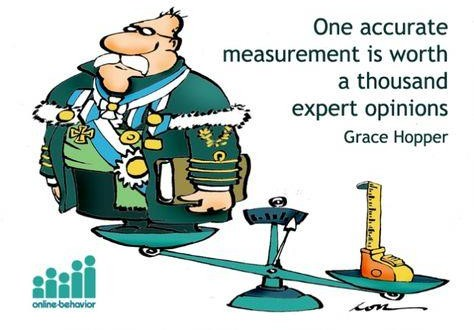 One accurate
measurement is worth
a thousand
expert opinions
Grace Hopper
online-behavior